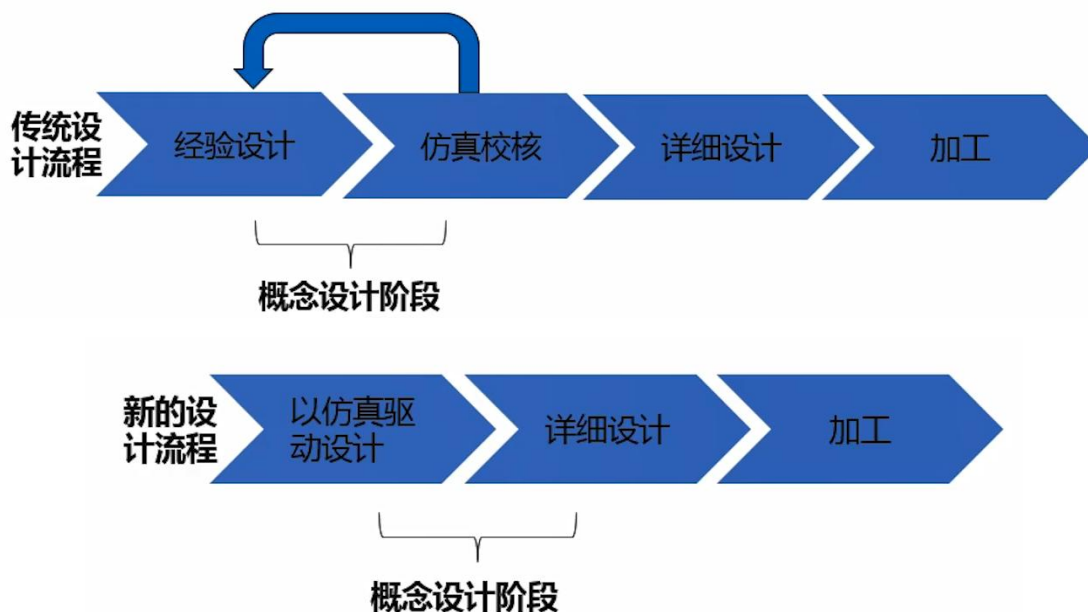 传统设
计流程
经验设计
仿真校核
详细设计
加工
概念设计阶段
新的设
计流程
以仿真驱
动设计
详细设计
加工
概念设计阶段